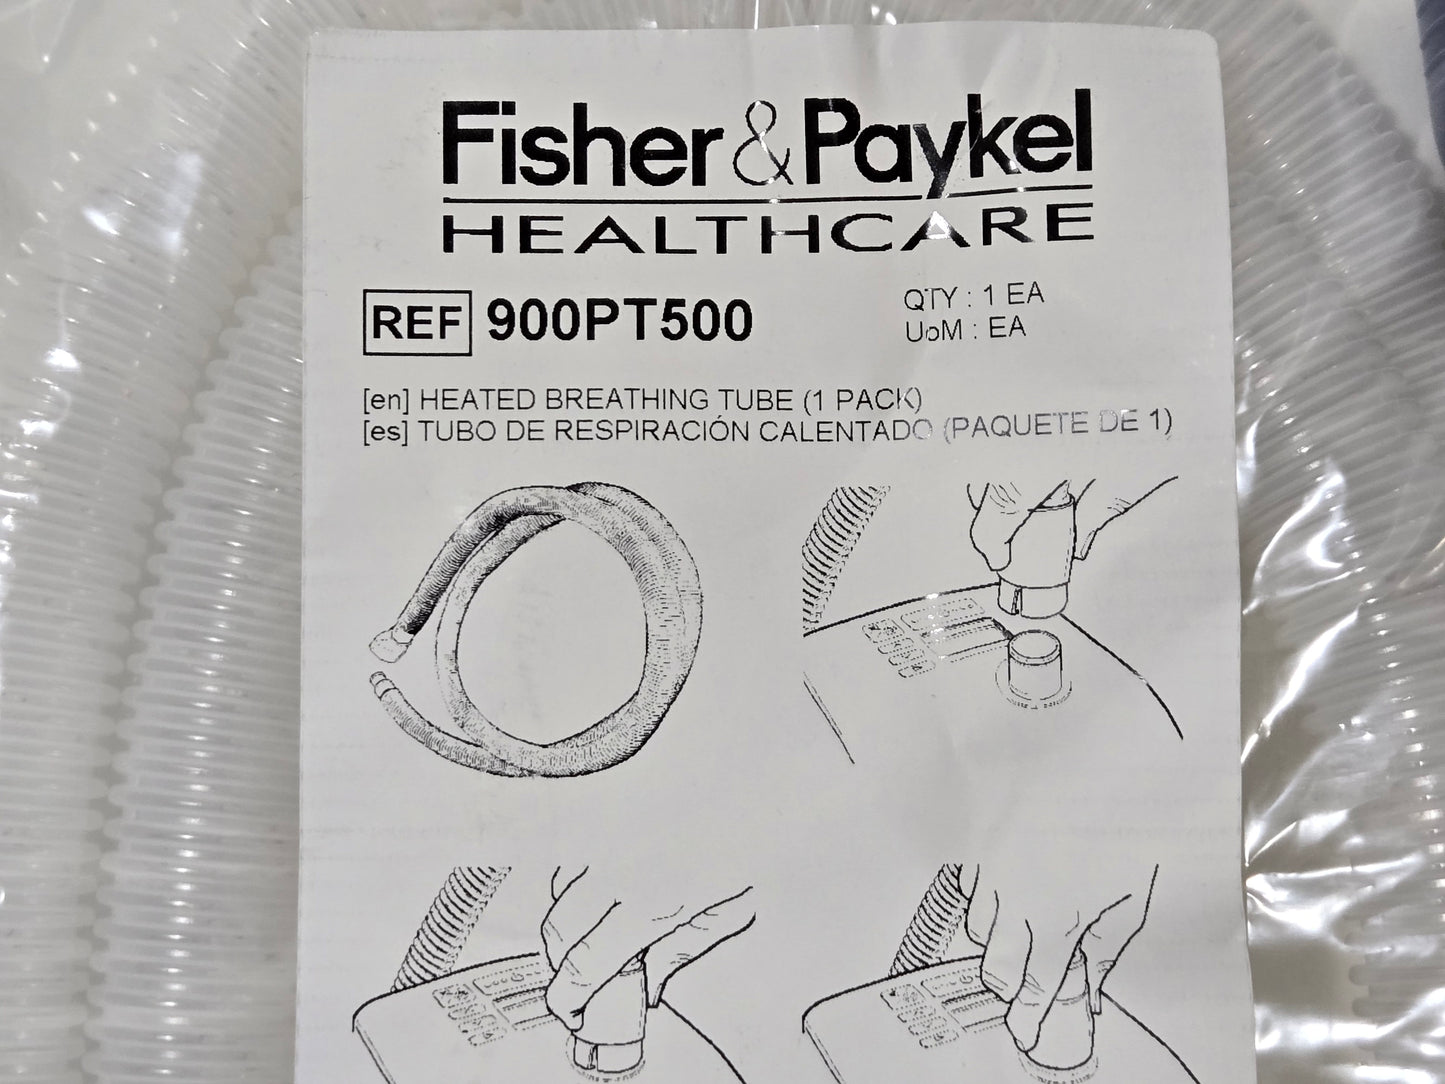 Fisher & Paykel
HEALTHCARE
REF 900PT500
QTY : 1 EA
UoM : EA
[en] HEATED BREATHING TUBE (1 PACK)
[es] TUBO DE RESPIRACIÓN CALENTADO (PAQUETE DE 1)